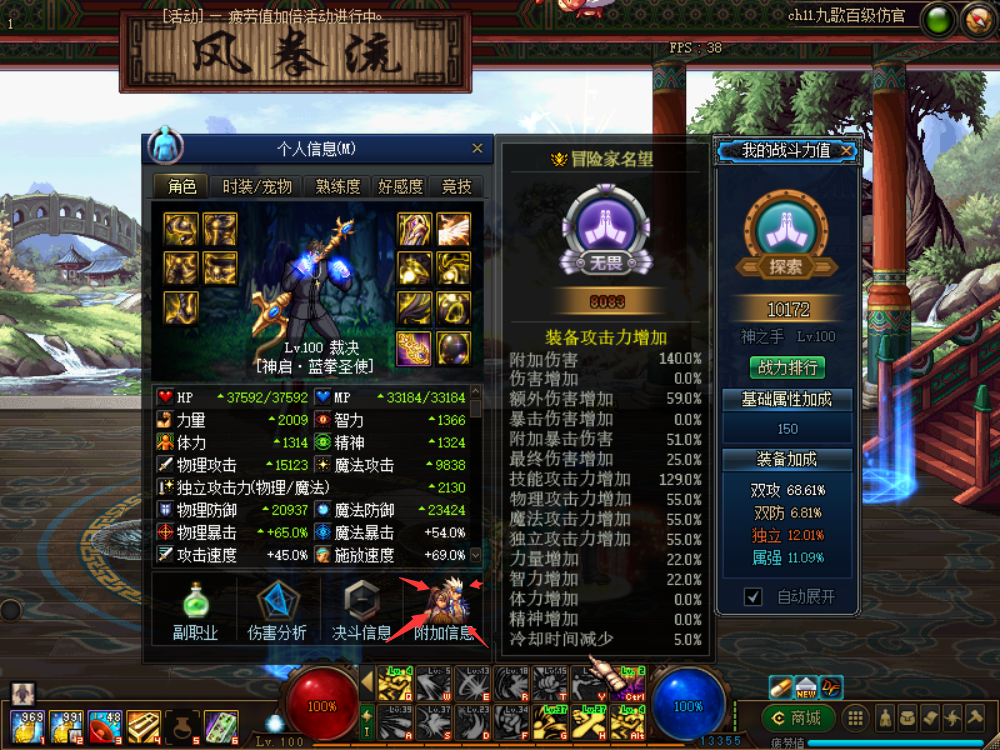 1
[活动] － 疲劳值加倍活动进行中。
ch11.九歌百级仿官
风拳流
FPS : 38
个人信息(M)
角色 时装/宠物 熟练度 好感度 竞技
Lv.100 裁决
[神启·蓝拳圣使]
HP 37592/37592 MP 33184/33184
力量 2009 智力 1366
体力 1314 精神 1324
物理攻击 15123 魔法攻击 9838
独立攻击力(物理/魔法) 2130
物理防御 20937 魔法防御 23424
物理暴击 +65.0% 魔法暴击 +54.0%
攻击速度 +45.0% 施放速度 +69.0%
副职业 伤害分析 决斗信息 附加信息
冒险家名望
无畏
8083
装备攻击力增加
附加伤害 140.0%
伤害增加 0.0%
额外伤害增加 59.0%
暴击伤害增加 0.0%
附加暴击伤害 51.0%
最终伤害增加 25.0%
技能攻击力增加 129.0%
物理攻击力增加 55.0%
魔法攻击力增加 55.0%
独立攻击力增加 55.0%
力量增加 22.0%
智力增加 22.0%
体力增加 0.0%
精神增加 0.0%
冷却时间减少 5.0%
我的战斗力值
探索
10172
神之手 Lv.100
战力排行
基础属性加成
150
装备加成
双攻 68.61%
双防 6.81%
独立 12.01%
属强 11.09%
自动展开
100%
100%
NEW
商城
969 991 48
1 2 3 4 5 6
Lv. 100
13355
疲劳值